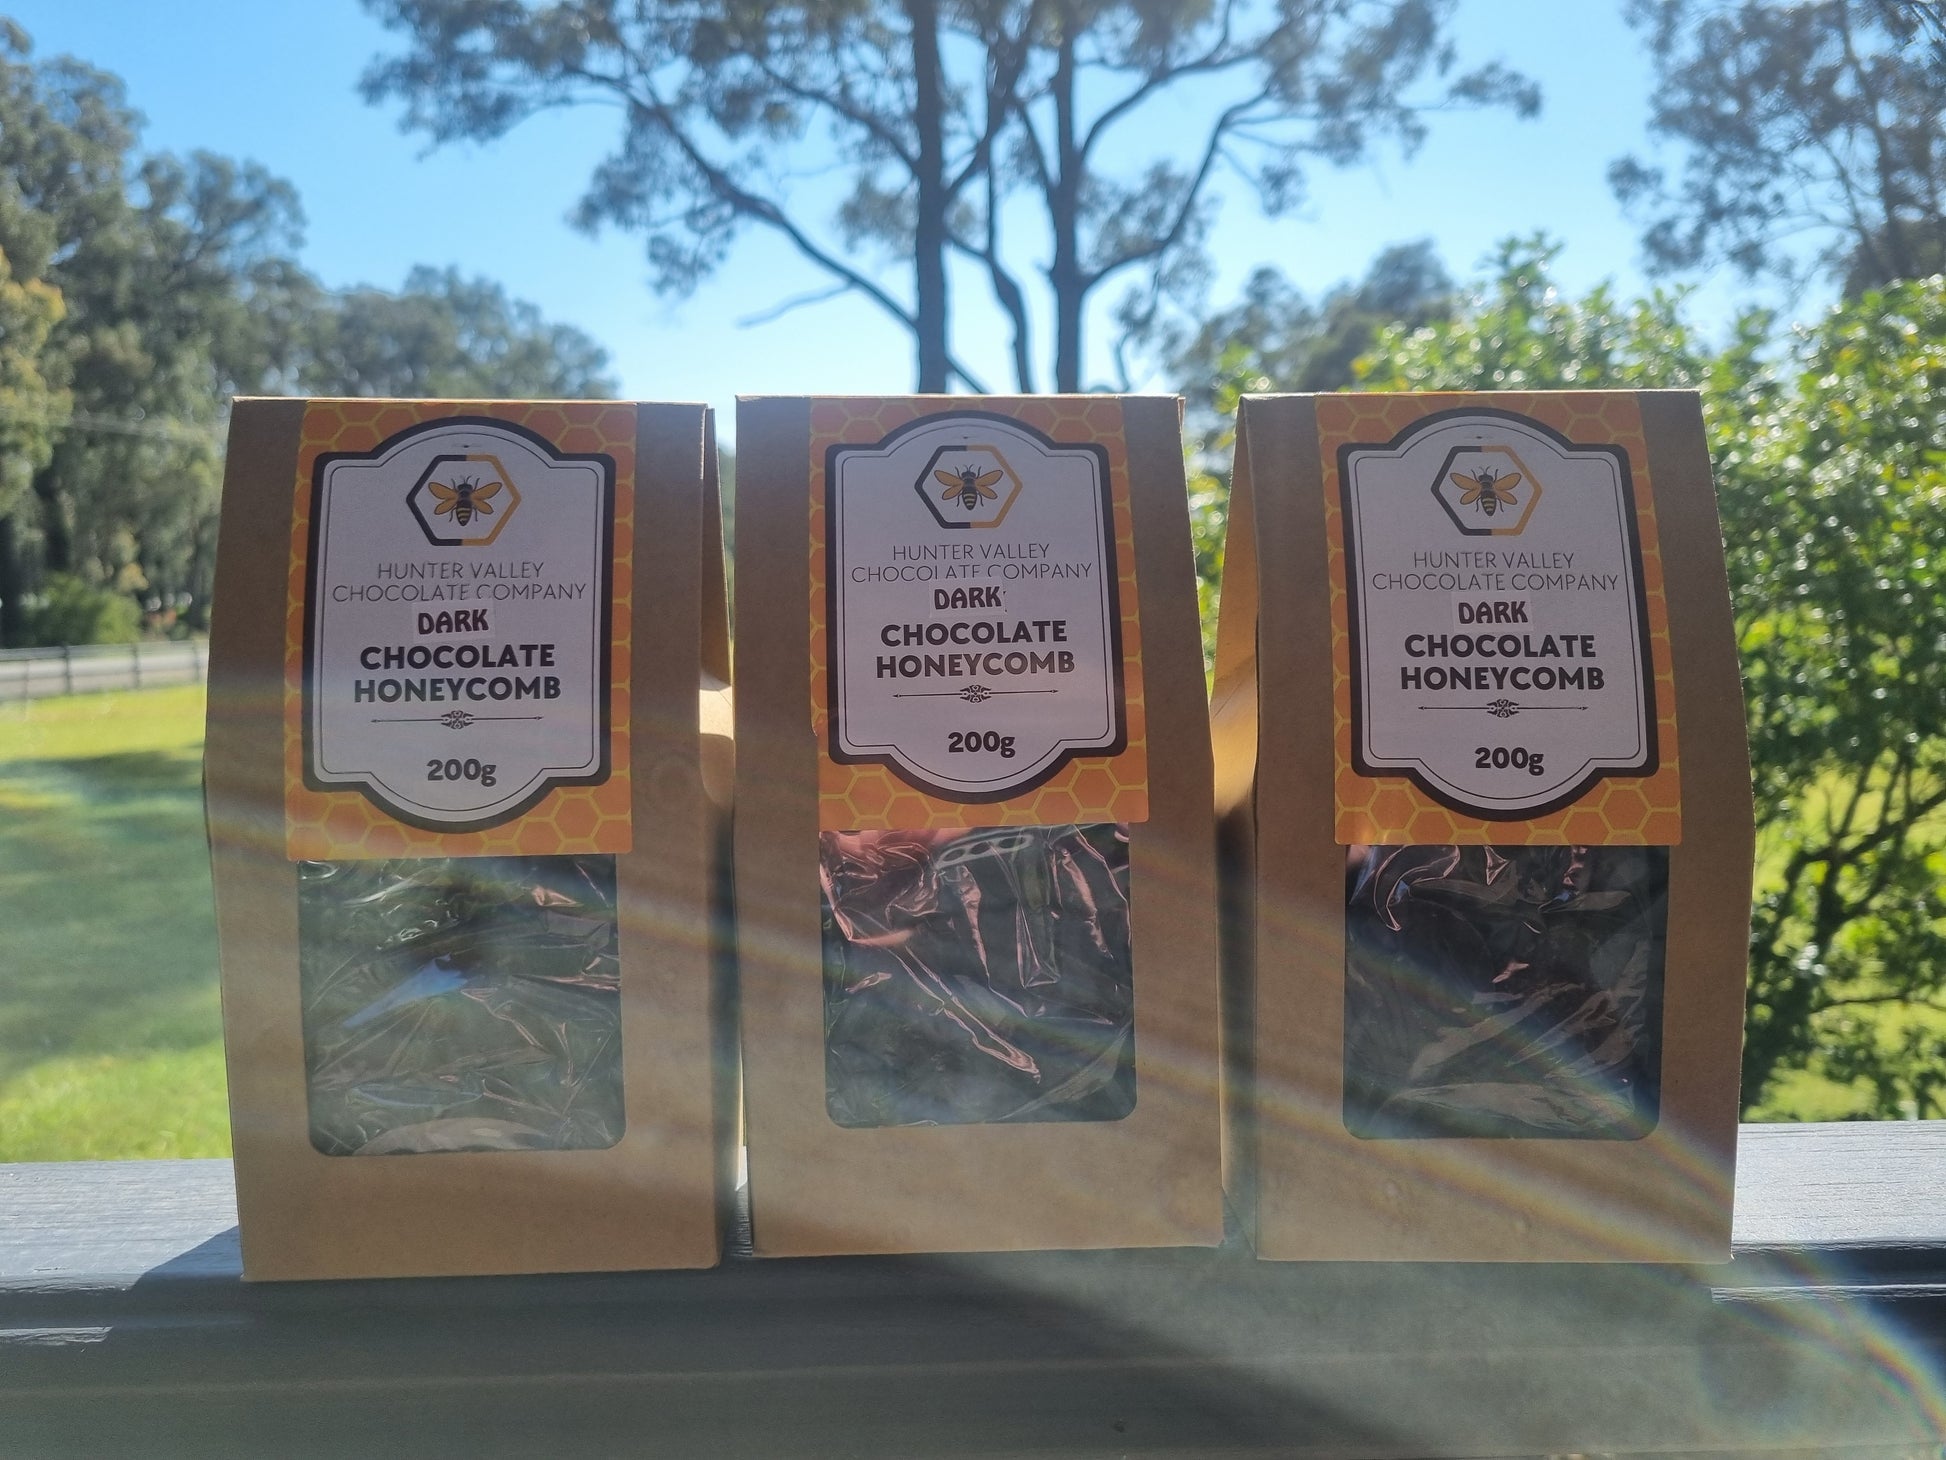 HUNTER VALLEY
CHOCOLATE COMPANY
DARK
CHOCOLATE
HONEYCOMB
200g
HUNTER VALLEY
CHOCOLATE COMPANY
DARK
CHOCOLATE
HONEYCOMB
200g
HUNTER VALLEY
CHOCOLATE COMPANY
DARK
CHOCOLATE
HONEYCOMB
200g